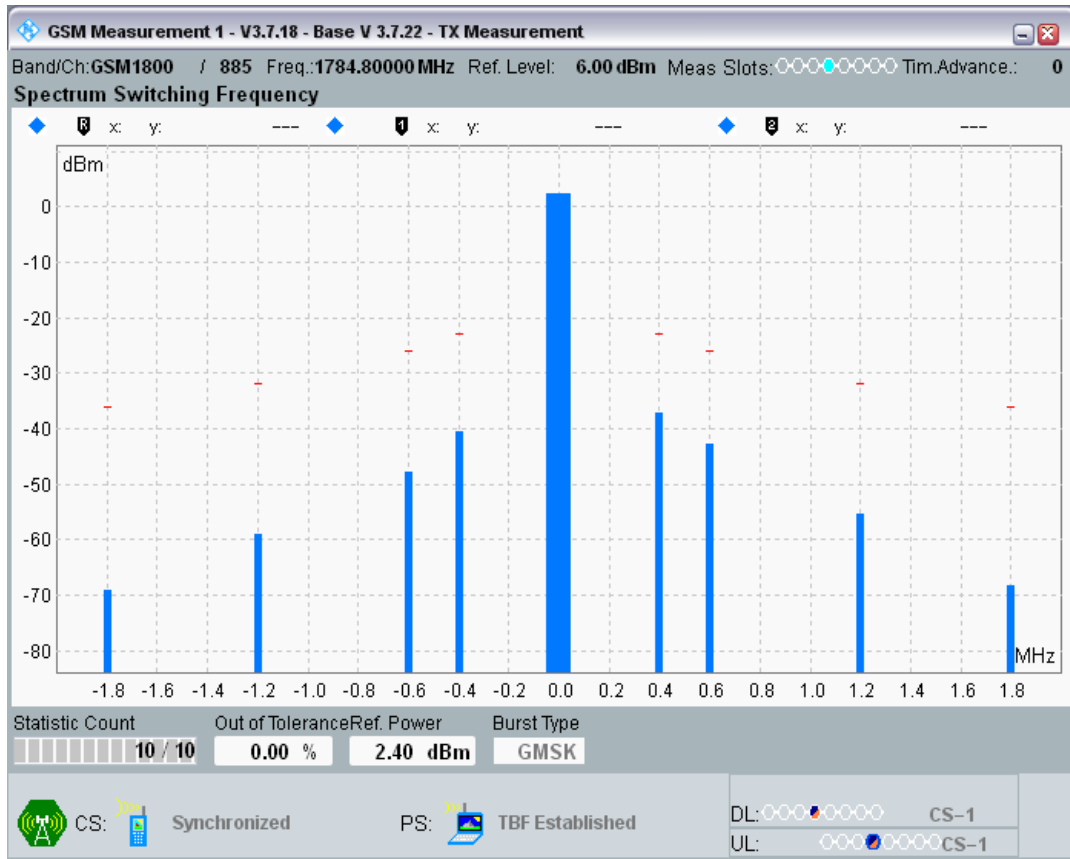 GSM Measurement 1 - V3.7.18 - Base V 3.7.22 - TX Measurement
Band/Ch:GSM1800 / 885 Freq.:1784.80000 MHz Ref. Level: 6.00 dBm Meas Slots: Tim.Advance.: 0
Spectrum Switching Frequency
R x: y: --- 1 x: y: --- 2 x: y: ---
dBm
0
-10
-20
-30
-40
-50
-60
-70
-80
MHz
-1.8 -1.6 -1.4 -1.2 -1.0 -0.8 -0.6 -0.4 -0.2 0.0 0.2 0.4 0.6 0.8 1.0 1.2 1.4 1.6 1.8
Statistic Count Out of Tolerance Ref. Power Burst Type
10 / 10 0.00 % 2.40 dBm GMSK
CS: Synchronized PS: TBF Established DL: CS-1
UL: CS-1